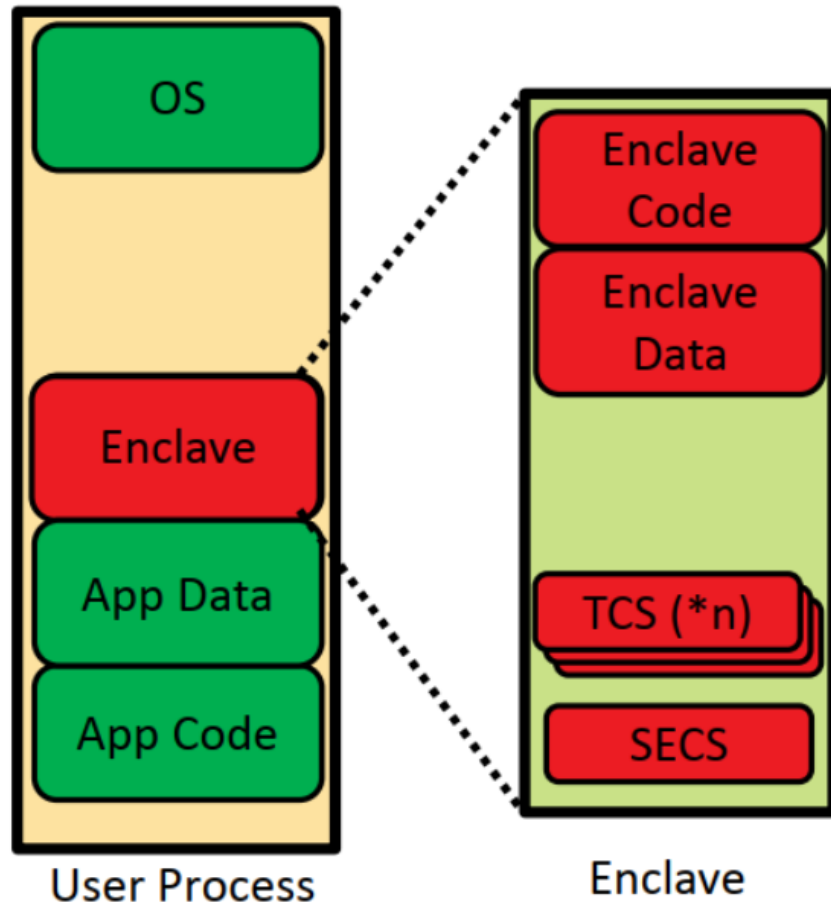 OS
Enclave
App Data
App Code
User Process
Enclave
Code
Enclave
Data
TCS (*n)
SECS
Enclave